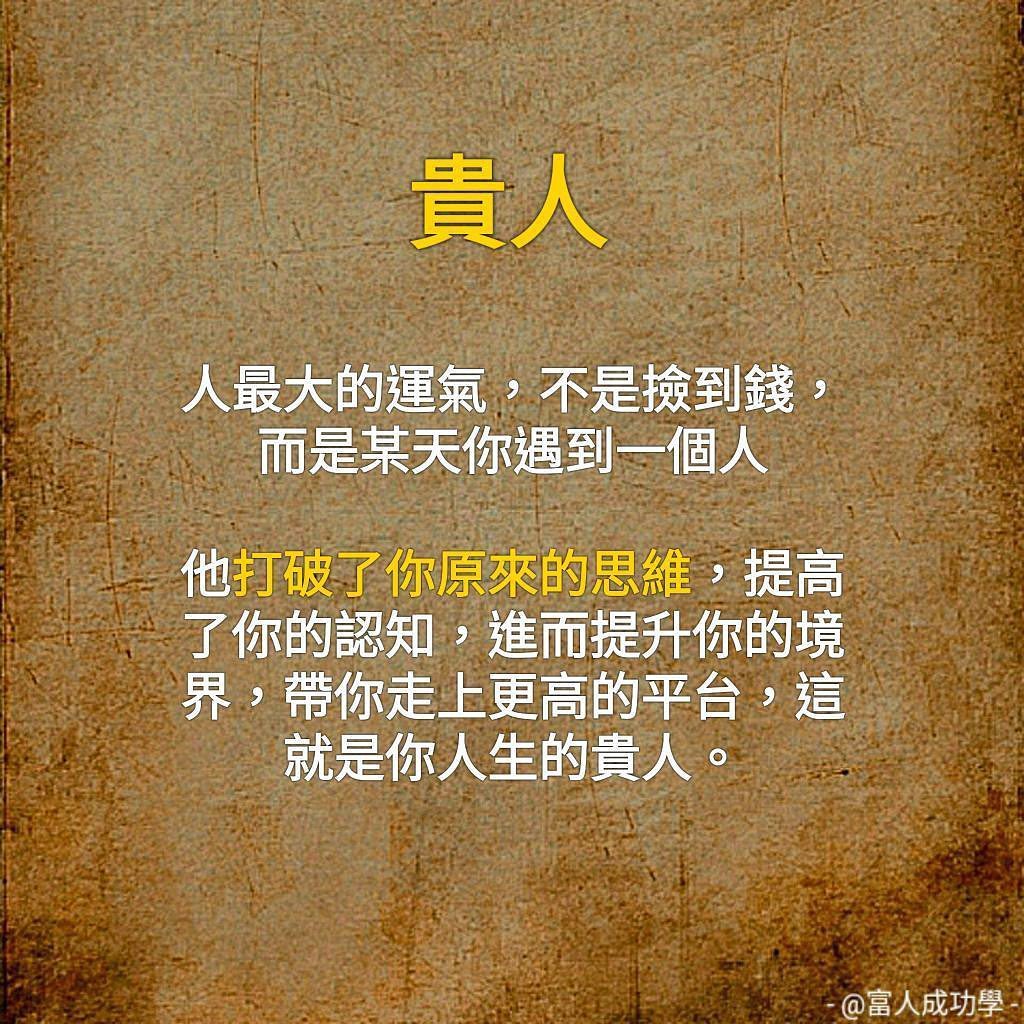 貴人
人最大的運氣，不是撿到錢，
而是某天你遇到一個人
他打破了你原來的思維，提高
了你的認知，進而提升你的境
界，帶你走上更高的平台，這
就是你人生的貴人。
- @富人成功學 -